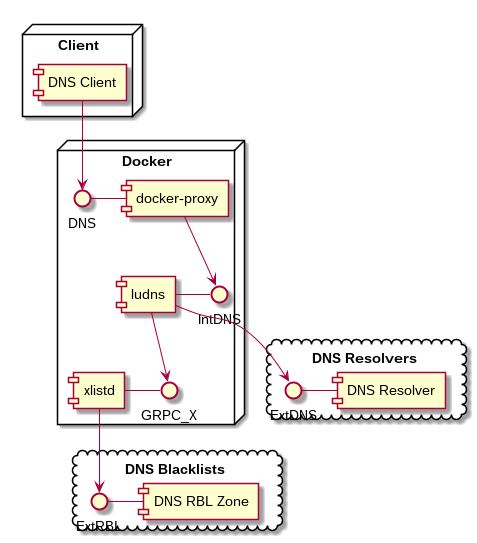 Client
DNS Client
Docker
docker-proxy
DNS
ludns
IntDNS
DNS Resolvers
xlistd
DNS Resolver
GRPC_X
ExtDNS
DNS Blacklists
DNS RBL Zone
ExtRBL